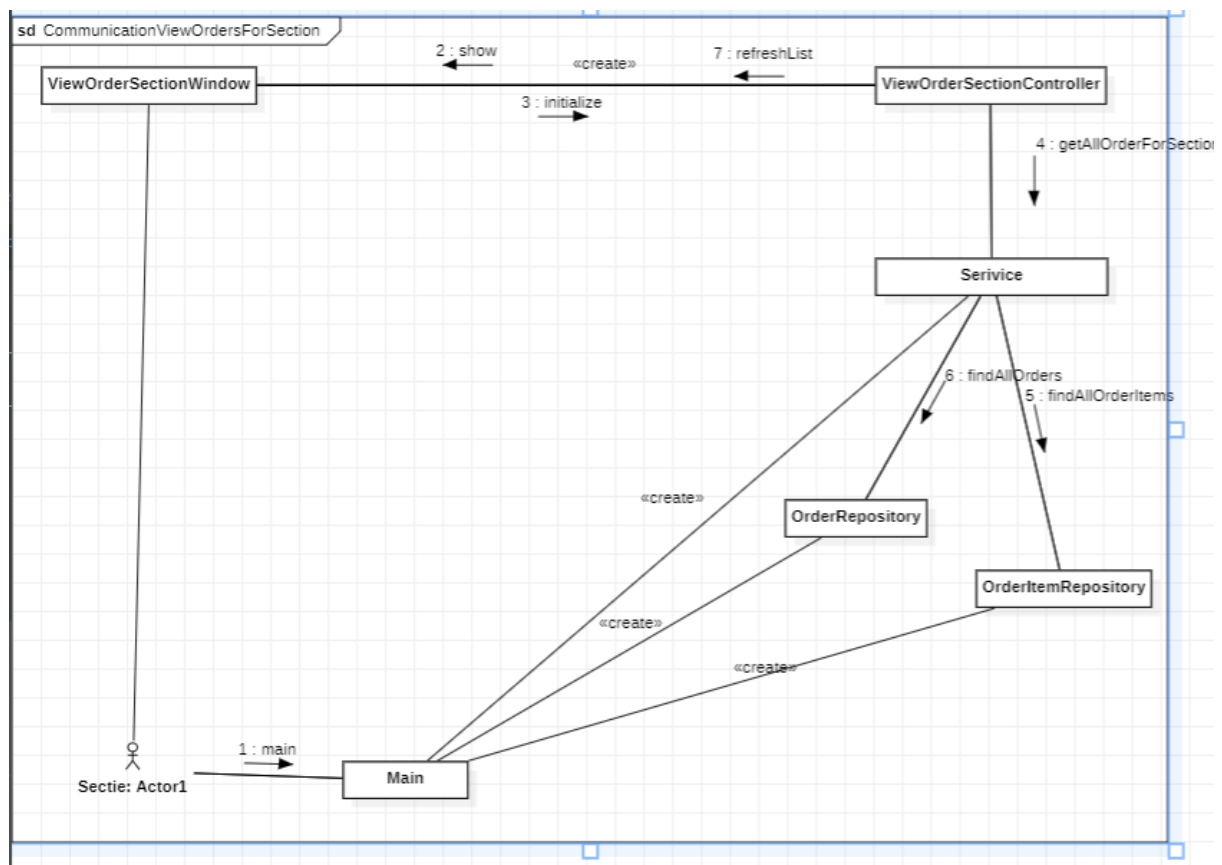 sd CommunicationViewOrdersForSection
2 : show
«create»
7 : refreshList
ViewOrderSectionWindow
ViewOrderSectionController
3 : initialize
4 : getAllOrderForSection
Serivice
6 : findAllOrders
5 : findAllOrderItems
«create»
OrderRepository
OrderItemRepository
«create»
«create»
1 : main
Main
Sectie: Actor1